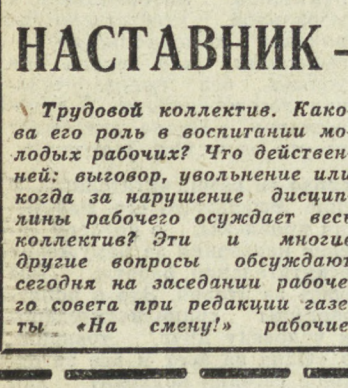 НАСТАВНИК –
Трудовой коллектив. Како-
ва его роль в воспитании мо-
лодых рабочих? Что действен-
ней: выговор, увольнение или
когда за нарушение дисцип-
лины рабочего осуждает весь
коллектив? Эти и многие
другие вопросы обсуждают
сегодня на заседании рабоче-
го совета при редакции газе-
ты «На смену!» рабочие